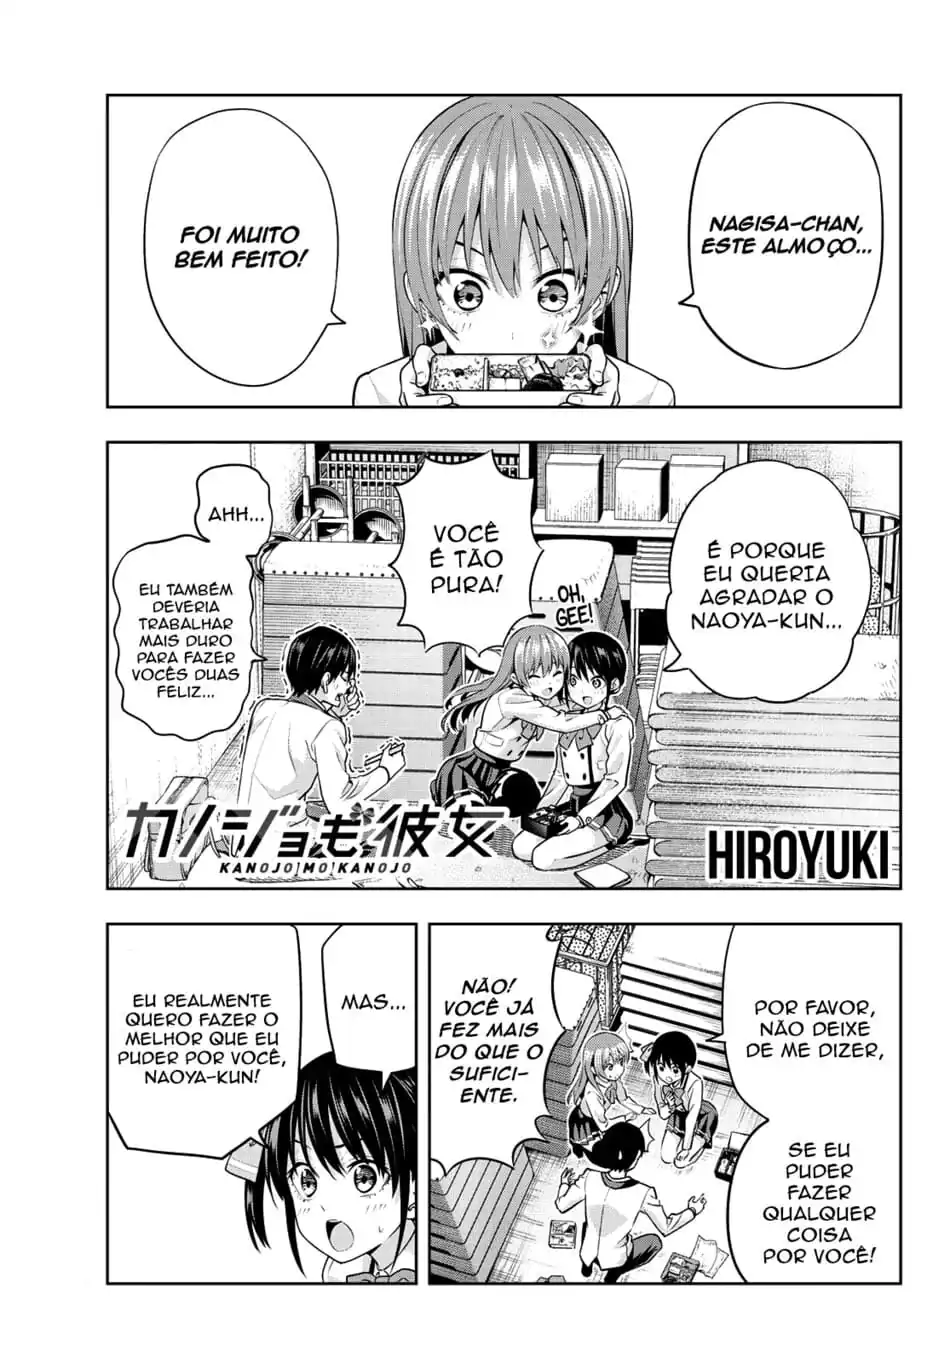 NAGISA-CHAN,
ESTE ALMOÇO...
FOI MUITO
BEM FEITO!
É PORQUE
EU QUERIA
AGRADAR O
NAOYA-KUN...
VOCÊ
É TÃO
PURA!
OH,
GEE!
AHH...
EU TAMBÉM
DEVERIA
TRABALHAR
MAIS DURO
PARA FAZER
VOCÊS DUAS
FELIZ...
カノジョも彼女
KANOJO MO KANOJO
HIROYUKI
POR FAVOR,
NÃO DEIXE
DE ME DIZER,
SE EU
PUDER
FAZER
QUALQUER
COISA
POR VOCÊ!
NÃO!
VOCÊ JÁ
FEZ MAIS
DO QUE O
SUFICI-
ENTE.
MAS...
EU REALMENTE
QUERO FAZER O
MELHOR QUE EU
PUDER POR VOCÊ,
NAOYA-KUN!